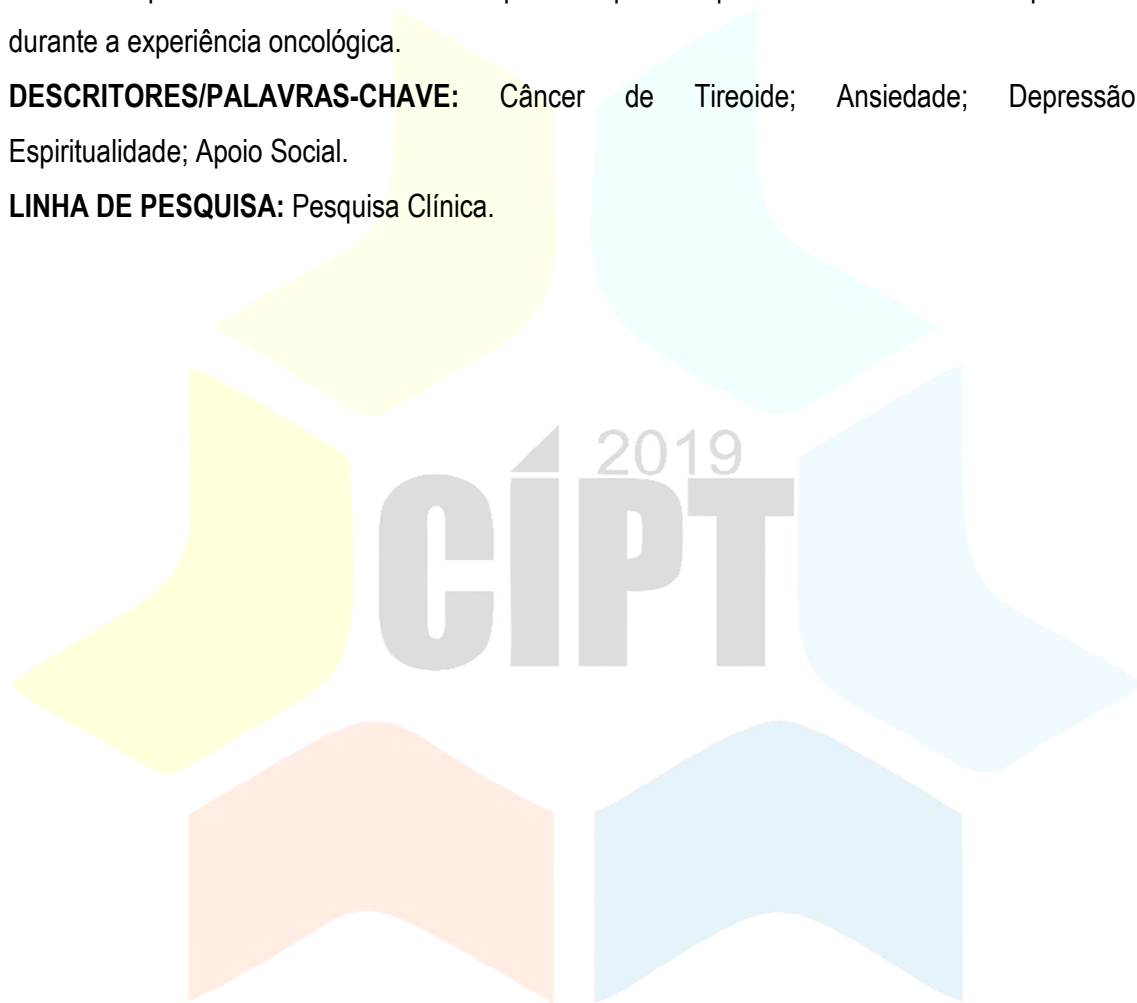 durante a experiência oncológica.
DESCRITORES/PALAVRAS-CHAVE: Câncer de Tireoide; Ansiedade; Depressão
Espiritualidade; Apoio Social.
LINHA DE PESQUISA: Pesquisa Clínica.
2019
CÍPT